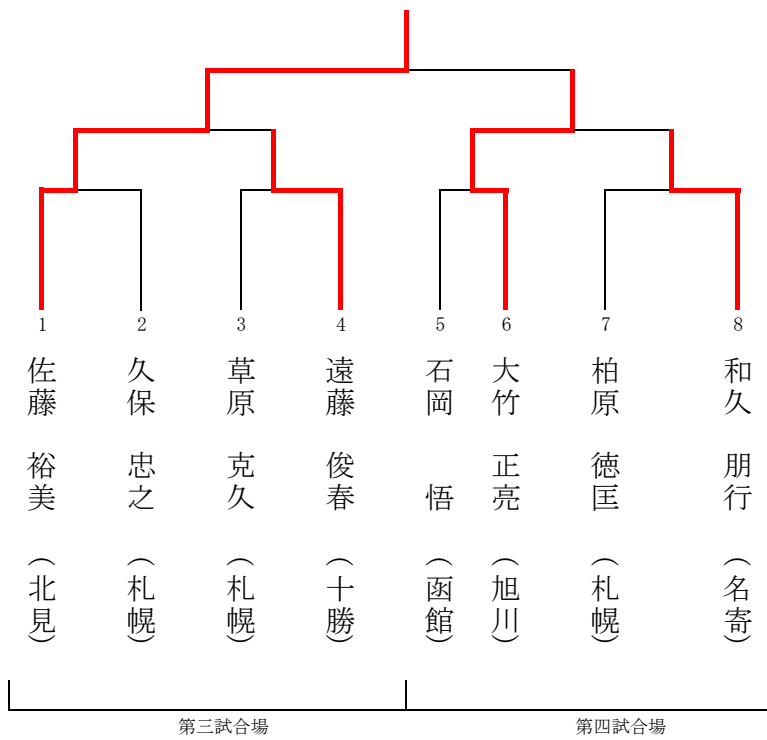 1
2
3
4
5
6
7
8
佐藤 裕美 (北見)
久保 忠之 (札幌)
草原 克久 (札幌)
遠藤 俊春 (十勝)
石岡 悟 (函館)
大竹 正亮 (旭川)
柏原 徳匡 (札幌)
和久 朋行 (名寄)
第三試合場
第四試合場